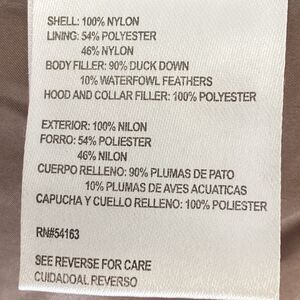 SHELL: 100% NYLON
LINING: 54% POLYESTER
46% NYLON
BODY FILLER: 90% DUCK DOWN
10% WATERFOWL FEATHERS
HOOD AND COLLAR FILLER: 100% POLYESTER
EXTERIOR: 100% NILON
FORRO: 54% POLIESTER
46% NILON
CUERPO RELLENO: 90% PLUMAS DE PATO
10% PLUMAS DE AVES ACUATICAS
CAPUCHA Y CUELLO RELLENO: 100% POLIESTER
RN#54163
SEE REVERSE FOR CARE
CUIDADOAL REVERSO